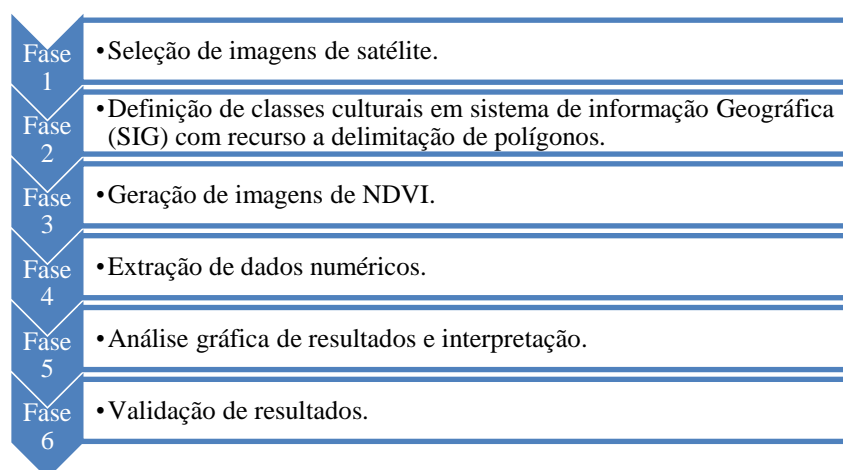 Fase
1
•Seleção de imagens de satélite.
Fase
2
•Definição de classes culturais em sistema de informação Geográfica
(SIG) com recurso a delimitação de polígonos.
Fase
3
•Geração de imagens de NDVI.
Fase
4
•Extração de dados numéricos.
Fase
5
•Análise gráfica de resultados e interpretação.
Fase
6
•Validação de resultados.